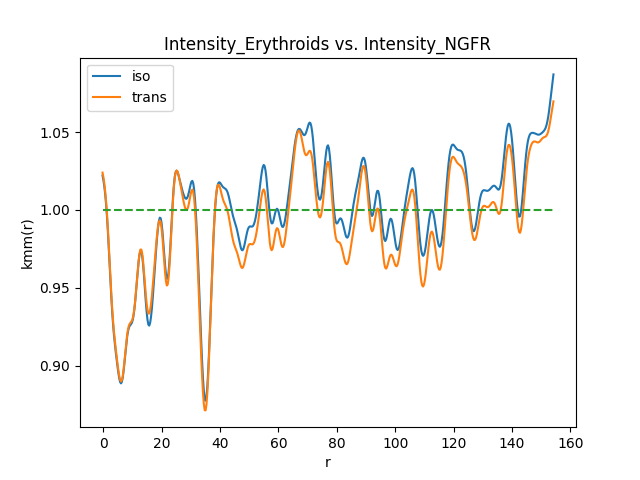 Intensity_Erythroids vs. Intensity_NGFR
iso
trans
kmm(r)
1.05
1.00
0.95
0.90
0 20 40 60 80 100 120 140 160
r